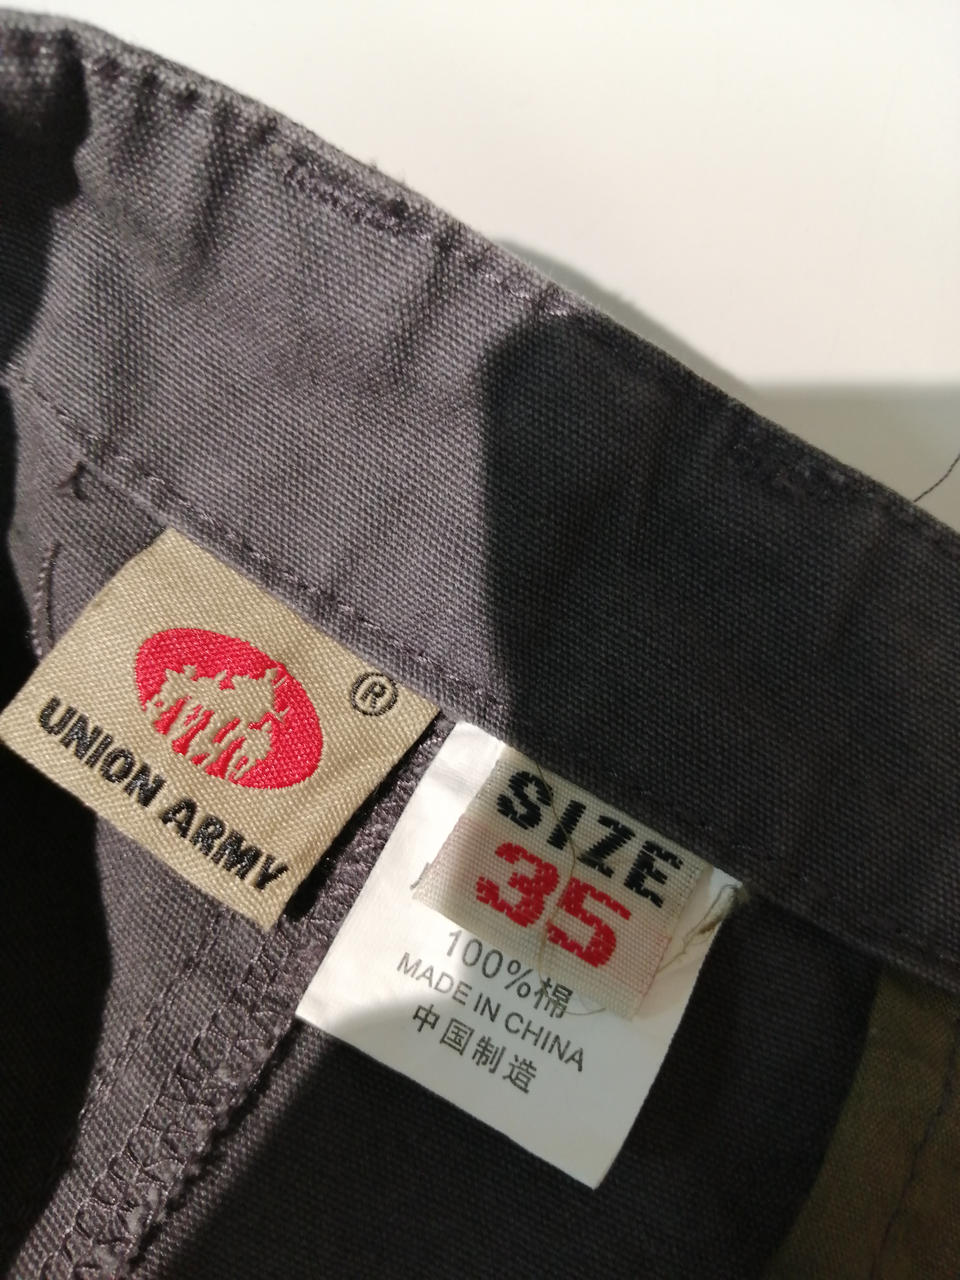 ®
UNION ARMY
SIZE
35
100%棉
MADE IN CHINA
中国制造